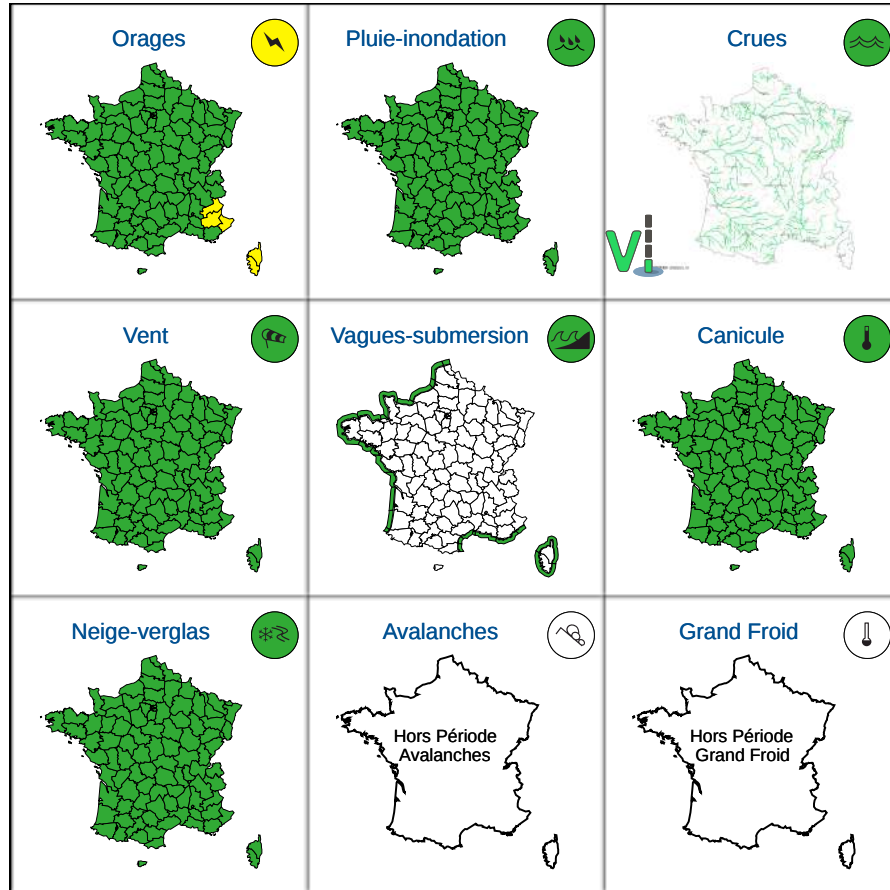 Orages
Pluie-inondation
Crues
Vent
Vagues-submersion
Canicule
Neige-verglas
Avalanches
Grand Froid
Hors Période
Avalanches
Hors Période
Grand Froid